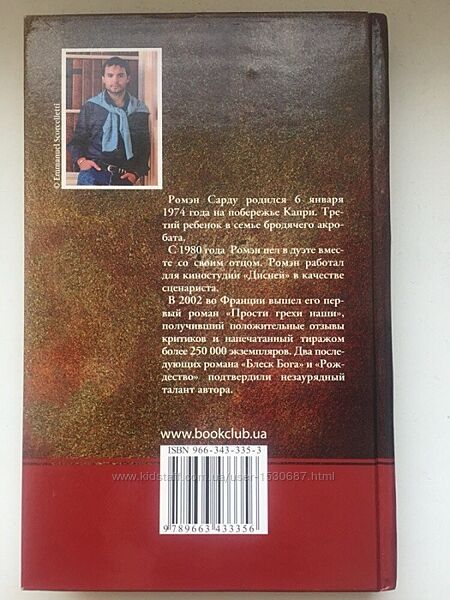 © Emmanuel Scorcelletti
Ромэн Сарду родился 6 января
1974 года на побережье Капри. Тре-
тий ребенок в семье бродячего акро-
бата.
С 1980 года Ромэн пел в дуэте вмес-
те со своим отцом. Ромэн работал
для киностудии «Дисней» в качестве
сценариста.
В 2002 во Франции вышел его пер-
вый роман «Прости грехи наши»,
получивший положительные отзывы
критиков и напечатанный тиражом
более 250 000 экземпляров. Два после-
дующих романа «Блеск Бога» и «Рож-
дество» подтвердили незаурядный
талант автора.
www.bookclub.ua
ISBN 966-343-335-3
www.kidstaff.com.ua/user-1530687.html
9789663433356